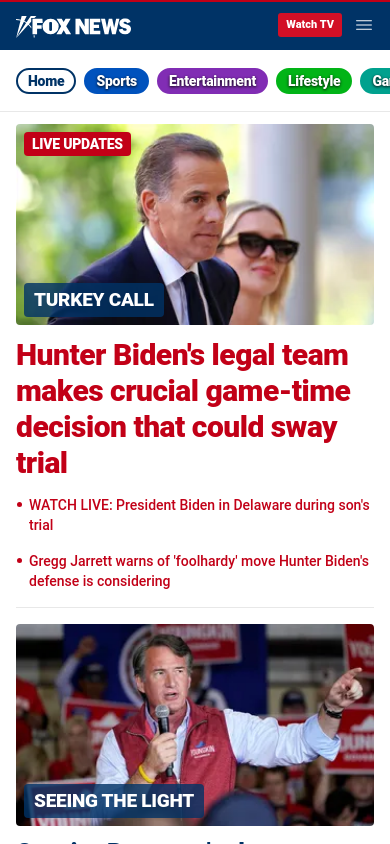 FOX NEWS
Watch TV
Home
Sports
Entertainment
Lifestyle
LIVE UPDATES
TURKEY CALL
Hunter Biden's legal team
makes crucial game-time
decision that could sway
trial
• WATCH LIVE: President Biden in Delaware during son's
trial
• Gregg Jarrett warns of 'foolhardy' move Hunter Biden's
defense is considering
YOUNGKIN
SEEING THE LIGHT